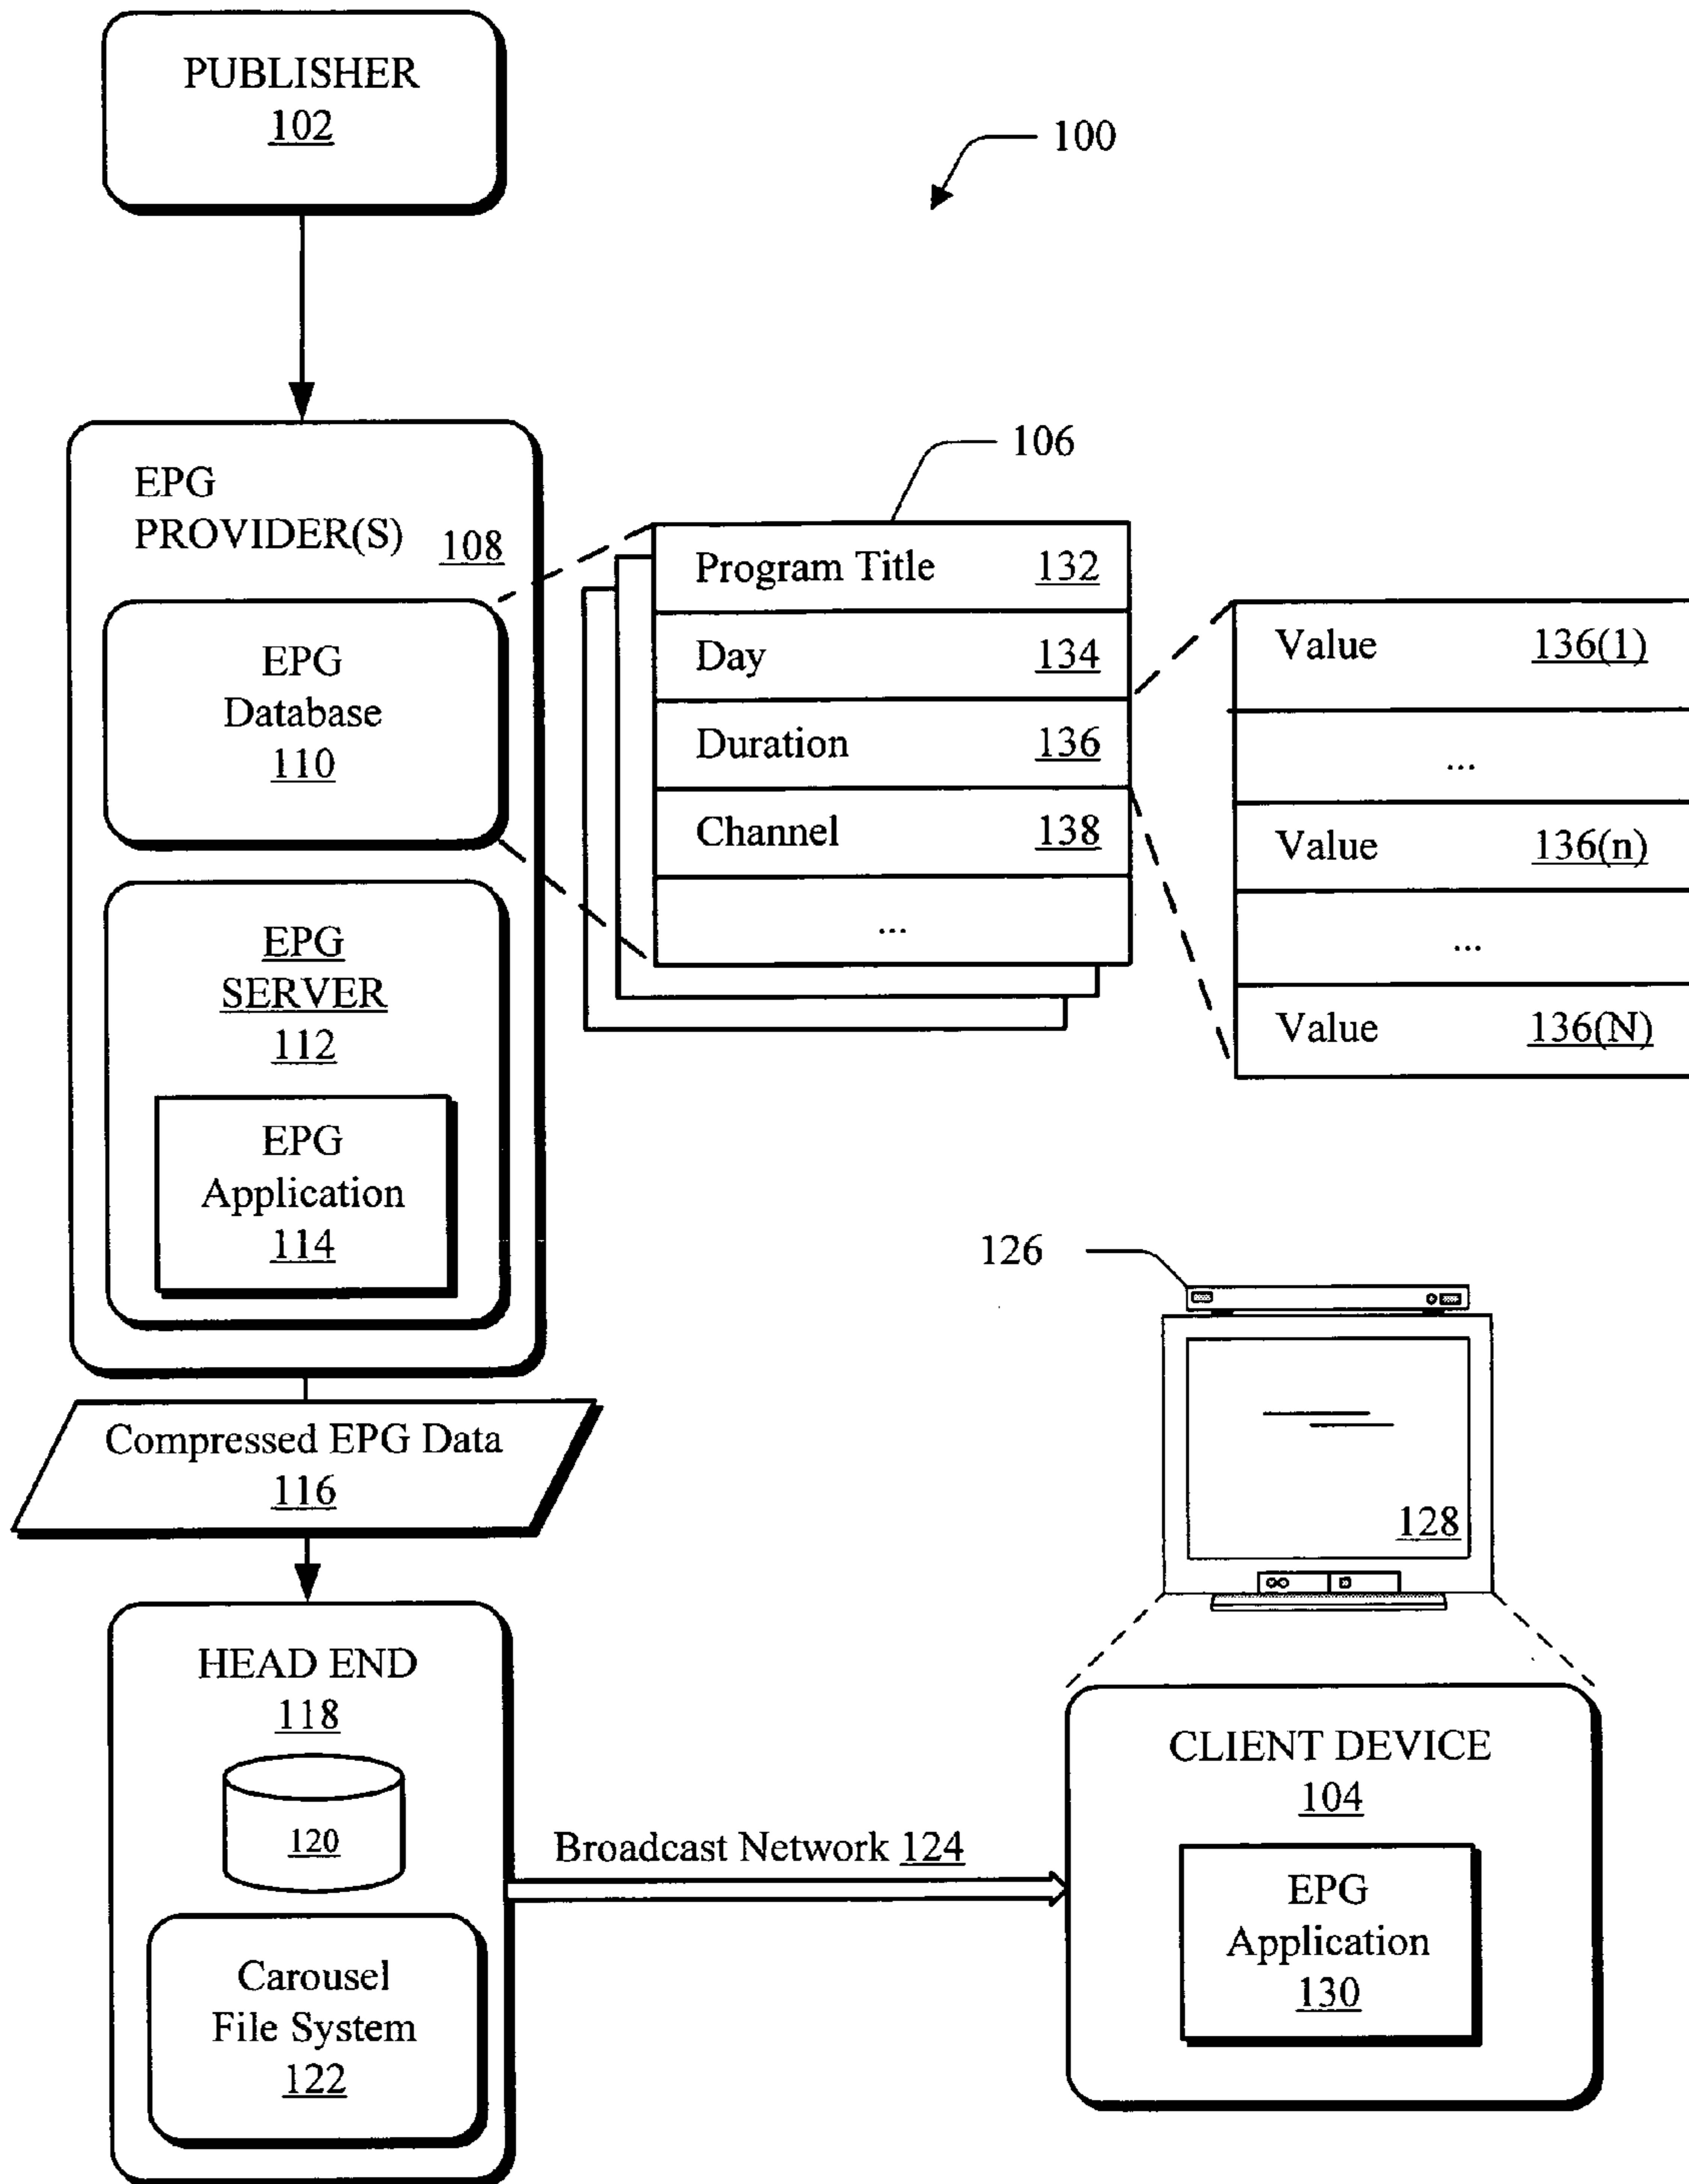 PUBLISHER
102
100
EPG
PROVIDER(S) 108
EPG
Database
110
EPG
SERVER
112
EPG
Application
114
106
Program Title 132
Day 134
Duration 136
Channel 138
...
Value 136(1)
...
Value 136(n)
...
Value 136(N)
Compressed EPG Data
116
126
128
HEAD END
118
120
Carousel
File System
122
Broadcast Network 124
CLIENT DEVICE
104
EPG
Application
130